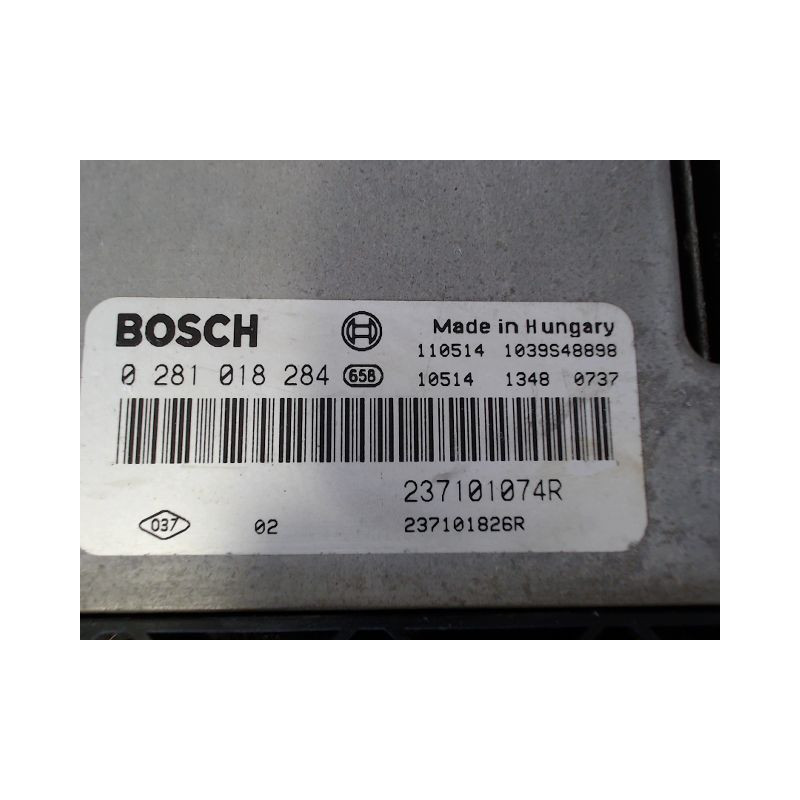 BOSCH
Made in Hungary
110514 1039S48898
0 281 018 284 658
10514 1348 0737
237101074R
037 02 237101826R